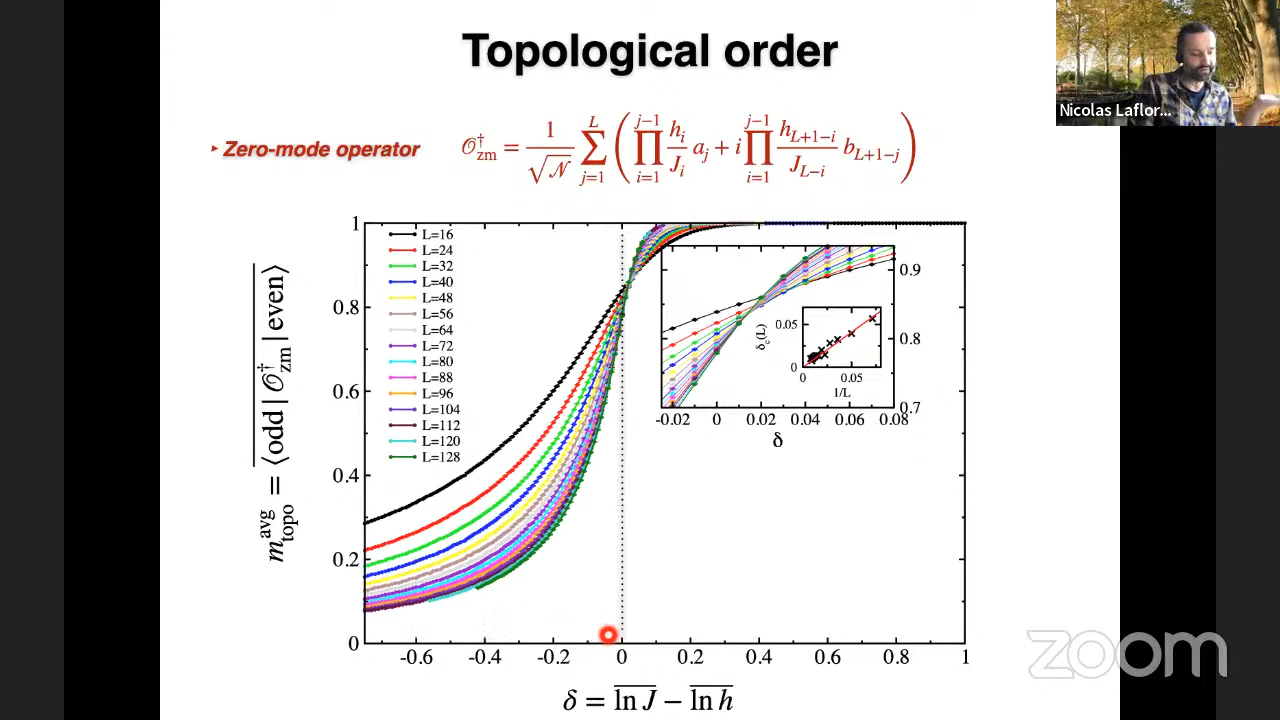 Topological order
Nicolas Laflor...
‣ Zero-mode operator
𝒪†zm = 1/√𝒩 ∑_{j=1}^{L} ( ∏_{i=1}^{j−1} h_i/J_i a_j + i ∏_{i=1}^{j−1} h_{L+1−i}/J_{L−i} b_{L+1−j} )
m_topo^avg = ⟨odd | 𝒪†zm | even⟩
1
0.8
0.6
0.4
0.2
0
L=16
L=24
L=32
L=40
L=48
L=56
L=64
L=72
L=80
L=88
L=96
L=104
L=112
L=120
L=128
0.9
0.8
0.7
δc(L)
0.05
0
0 0.05
1/L
-0.02 0 0.02 0.04 0.06 0.08
δ
-0.6 -0.4 -0.2 0 0.2 0.4 0.6 0.8 1
δ = ln J − ln h
zoom